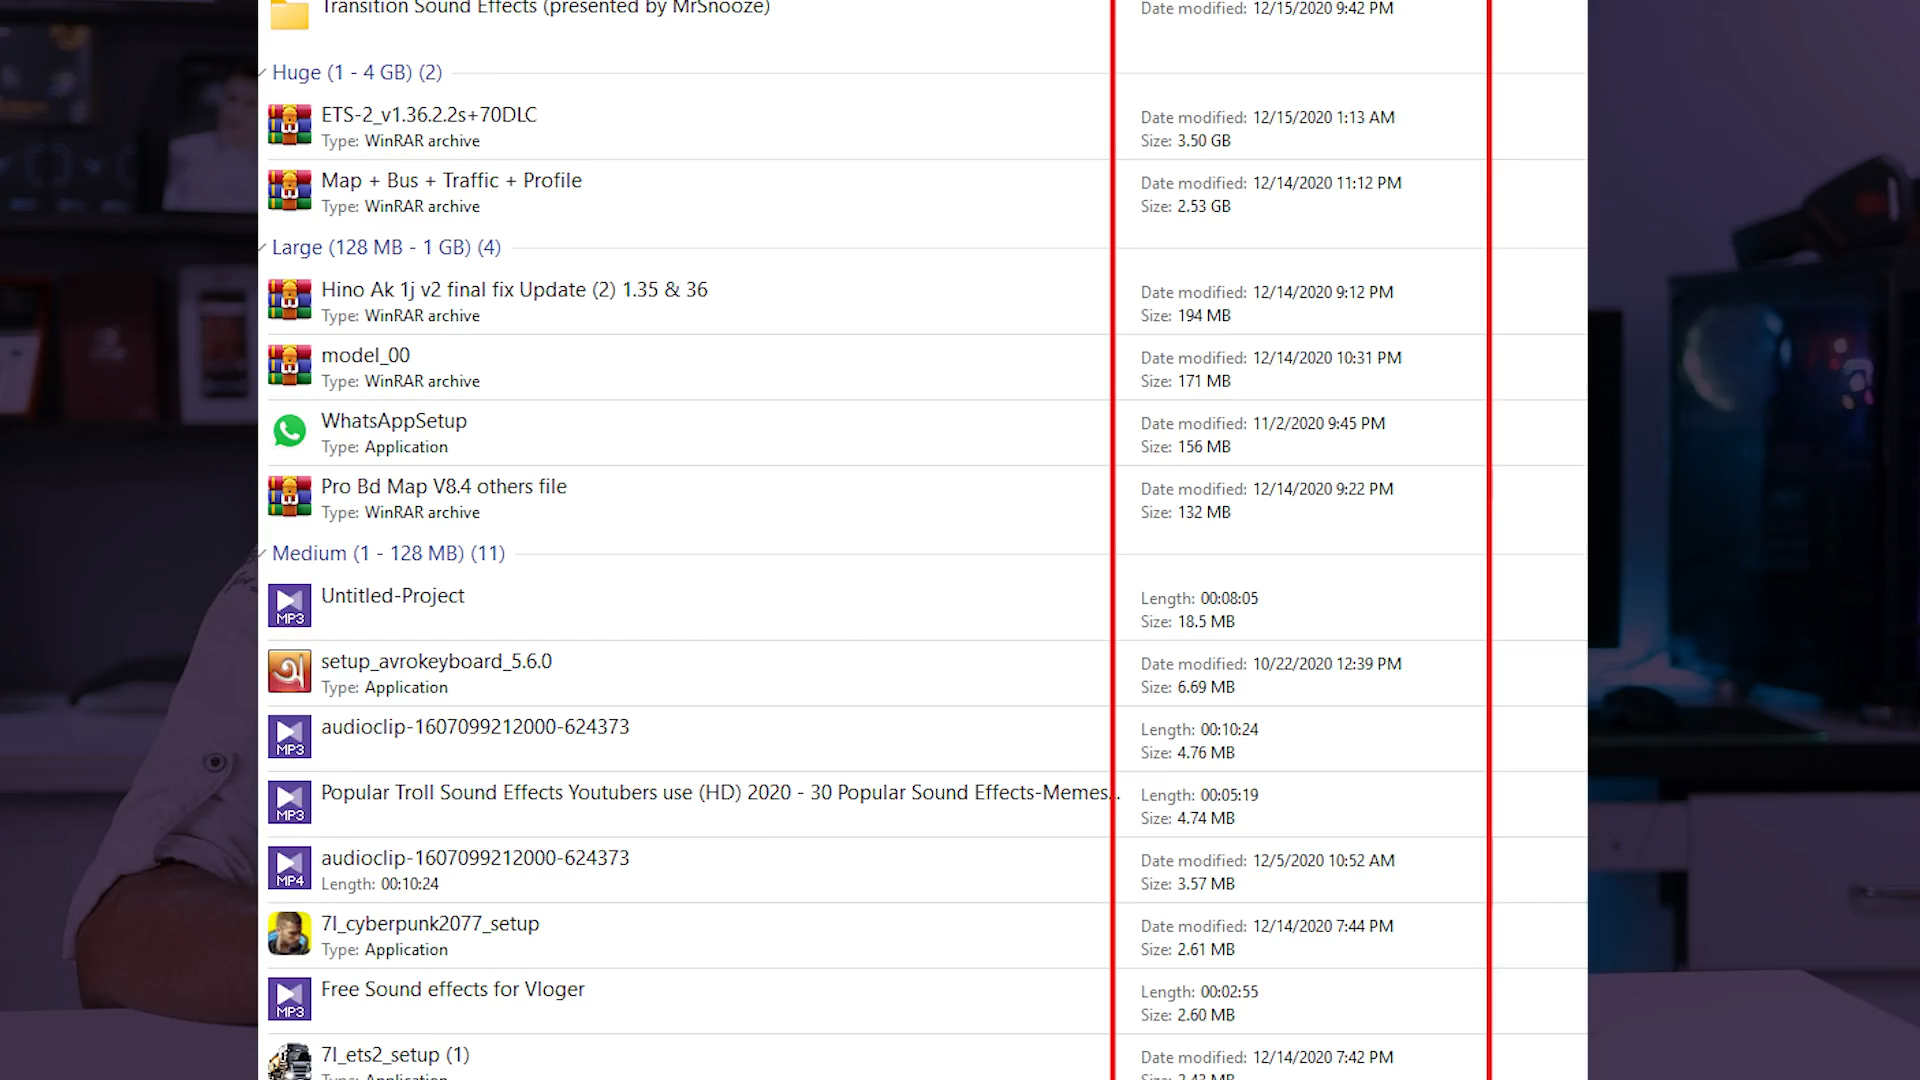 Transition Sound Effects (presented by MrSnooze)
Date modified: 12/15/2020 9:42 PM
Huge (1 - 4 GB) (2)
ETS-2_v1.36.2.2s+70DLC
Type: WinRAR archive
Date modified: 12/15/2020 1:13 AM
Size: 3.50 GB
Map + Bus + Traffic + Profile
Type: WinRAR archive
Date modified: 12/14/2020 11:12 PM
Size: 2.53 GB
Large (128 MB - 1 GB) (4)
Hino Ak 1j v2 final fix Update (2) 1.35 & 36
Type: WinRAR archive
Date modified: 12/14/2020 9:12 PM
Size: 194 MB
model_00
Type: WinRAR archive
Date modified: 12/14/2020 10:31 PM
Size: 171 MB
WhatsAppSetup
Type: Application
Date modified: 11/2/2020 9:45 PM
Size: 156 MB
Pro Bd Map V8.4 others file
Type: WinRAR archive
Date modified: 12/14/2020 9:22 PM
Size: 132 MB
Medium (1 - 128 MB) (11)
MP3
Untitled-Project
Length: 00:08:05
Size: 18.5 MB
অ
setup_avrokeyboard_5.6.0
Type: Application
Date modified: 10/22/2020 12:39 PM
Size: 6.69 MB
MP3
audioclip-1607099212000-624373
Length: 00:10:24
Size: 4.76 MB
MP3
Popular Troll Sound Effects Youtubers use (HD) 2020 - 30 Popular Sound Effects-Memes...
Length: 00:05:19
Size: 4.74 MB
MP4
audioclip-1607099212000-624373
Length: 00:10:24
Date modified: 12/5/2020 10:52 AM
Size: 3.57 MB
7l_cyberpunk2077_setup
Type: Application
Date modified: 12/14/2020 7:44 PM
Size: 2.61 MB
MP3
Free Sound effects for Vloger
Length: 00:02:55
Size: 2.60 MB
7l_ets2_setup (1)
Type: Application
Date modified: 12/14/2020 7:42 PM
Size: 2.43 MB